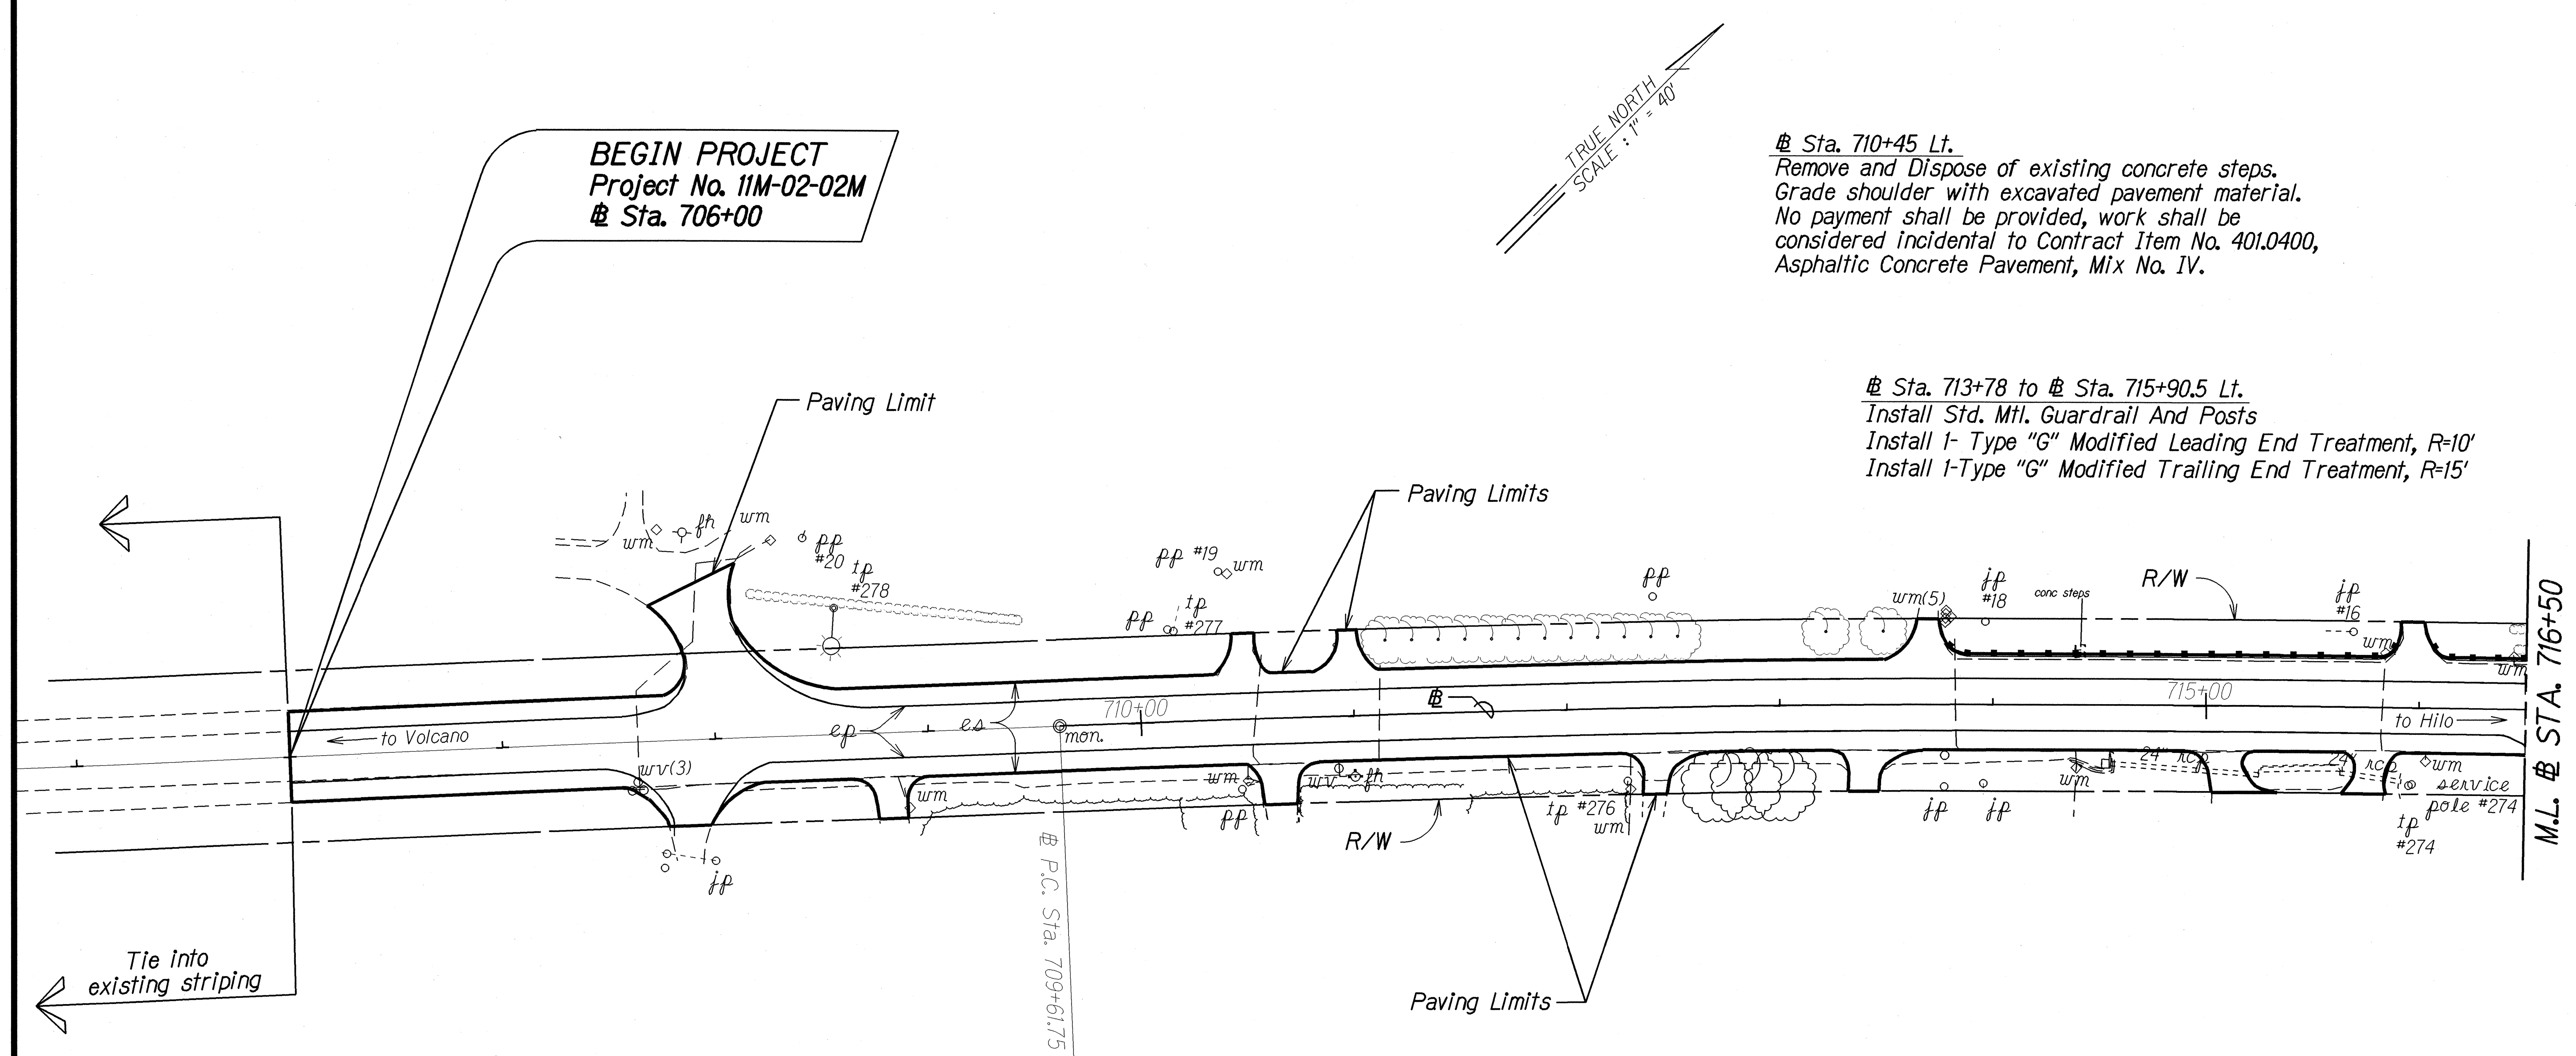 BEGIN PROJECT
Project No. 11M-02-02M
℄ Sta. 706+00
TRUE NORTH
SCALE : 1" = 40'
℄ Sta. 710+45 Lt.
Remove and Dispose of existing concrete steps.
Grade shoulder with excavated pavement material.
No payment shall be provided, work shall be
considered incidental to Contract Item No. 401.0400,
Asphaltic Concrete Pavement, Mix No. IV.
℄ Sta. 713+78 to ℄ Sta. 715+90.5 Lt.
Install Std. Mtl. Guardrail And Posts
Install 1- Type "G" Modified Leading End Treatment, R=10'
Install 1-Type "G" Modified Trailing End Treatment, R=15'
Paving Limit
Paving Limits
wm
fh
wm
pp
#20
tp
#278
pp #19
wm
pp
tp
#277
pp
wm(5)
jp
#18
conc steps
R/W
jp
#16
wm
wm
M.L. ℄ STA. 716+50
to Volcano
ep
es
mon.
710+00
℄
715+00
to Hilo
wv(3)
wm
wm
pp
wv
fh
R/W
tp #276
wm
jp
jp
wm
24" rcp
24"
rcp
wm
service
pole #274
tp
#274
jp
℄ P.C. Sta. 709+61.75
Tie into
existing striping
Paving Limits